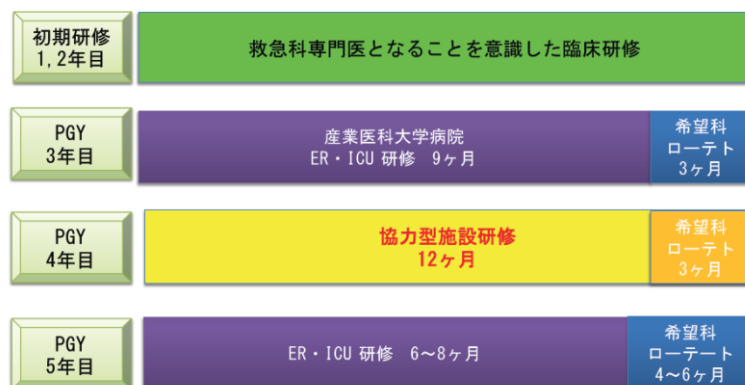 初期研修
1,2年目
救急科専門医となることを意識した臨床研修
PGY
3年目
産業医科大学病院
ER・ICU 研修 9ヶ月
希望科
ローテト
3ヶ月
PGY
4年目
協力型施設研修
12ヶ月
希望科
ローテト
3ヶ月
PGY
5年目
ER・ICU 研修 6～8ヶ月
希望科
ローテート
4～6ヶ月